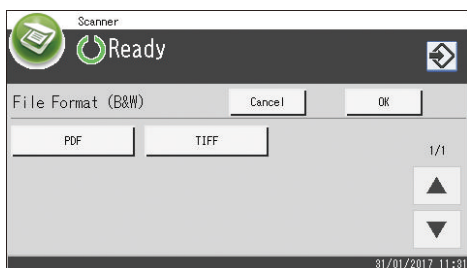 Scanner
Ready
File Format (B&W)
Cancel
OK
PDF
TIFF
1/1
31/01/2017 11:31